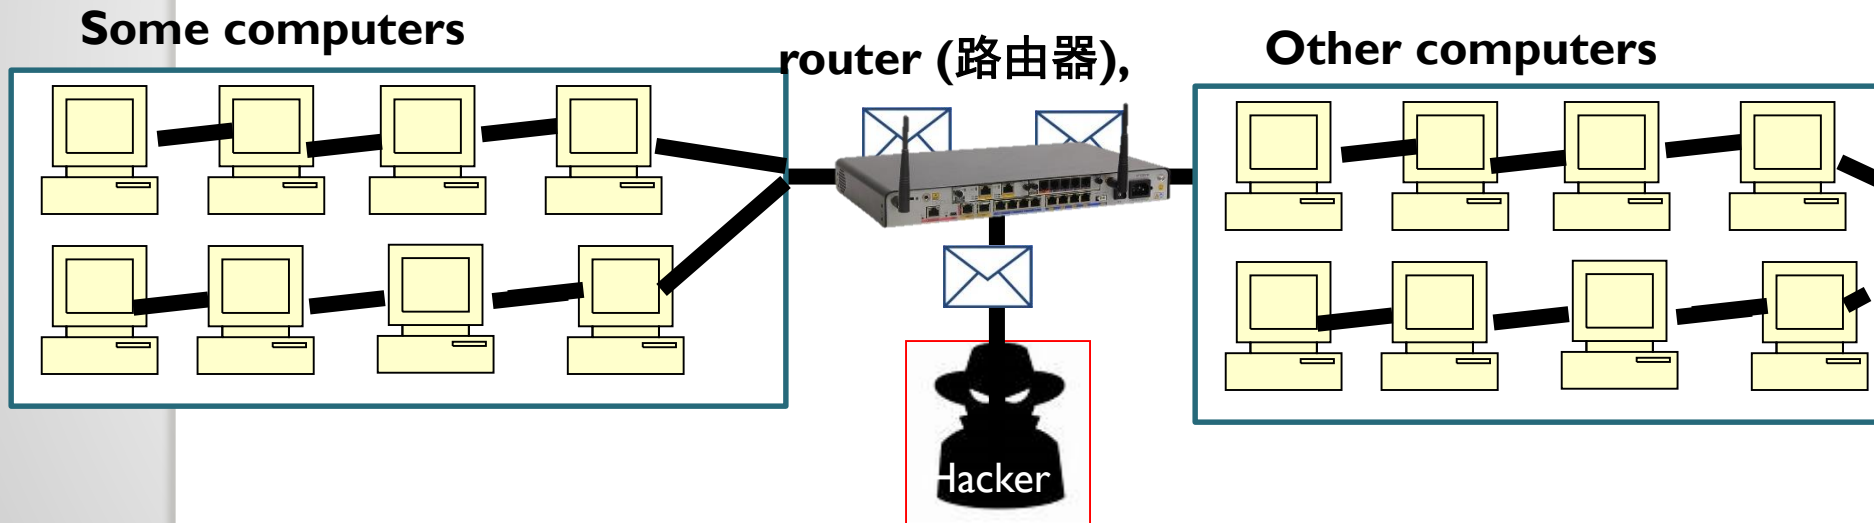 Some computers
router (路由器),
Other computers
Hacker